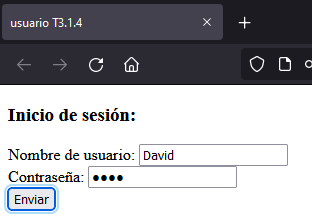 usuario T3.1.4
Inicio de sesión:
Nombre de usuario: David
Contraseña: ●●●●
Enviar